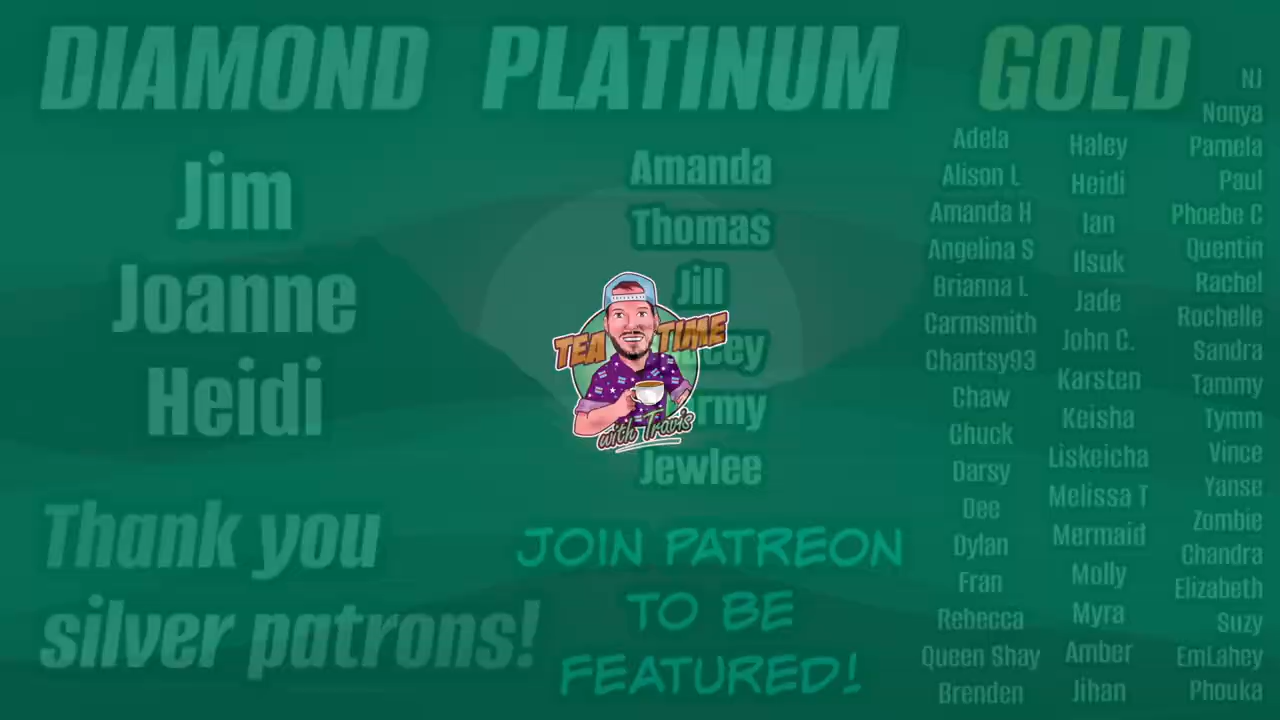 DIAMOND
Jim
Joanne
Heidi
Thank you
silver patrons!
PLATINUM
Amanda
Thomas
Jill
TEA TIME
with Travis
Jewlee
JOIN PATREON
TO BE
FEATURED!
GOLD
Adela
Alison L
Amanda H
Angelina S
Brianna L
Carmsmith
Chantsy93
Chaw
Chuck
Darsy
Dee
Dylan
Fran
Rebecca
Queen Shay
Brenden
Haley
Heidi
Ian
Ilsuk
Jade
John C.
Karsten
Keisha
Liskeicha
Melissa T
Mermaid
Molly
Myra
Amber
Jihan
NJ
Nonya
Pamela
Paul
Phoebe C
Quentin
Rachel
Rochelle
Sandra
Tammy
Tymm
Vince
Yanse
Zombie
Chandra
Elizabeth
Suzy
EmLahey
Phouka